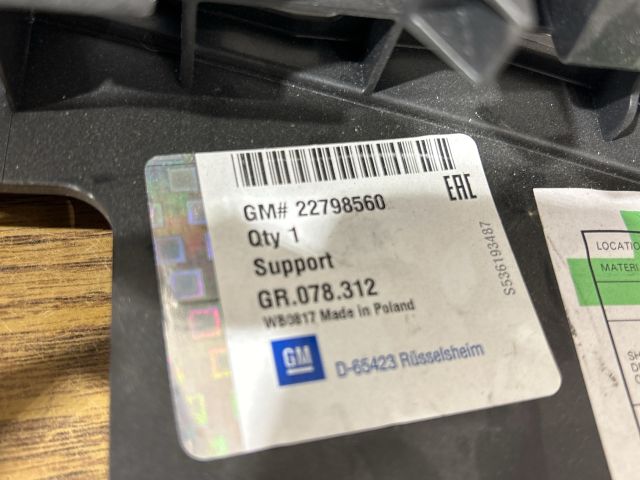 GM# 22798560
EAC
Qty 1
Support
GR.078.312
WB0817 Made in Poland
GM
D-65423 Rüsselsheim
S536193487
LOCATIO
MATERI